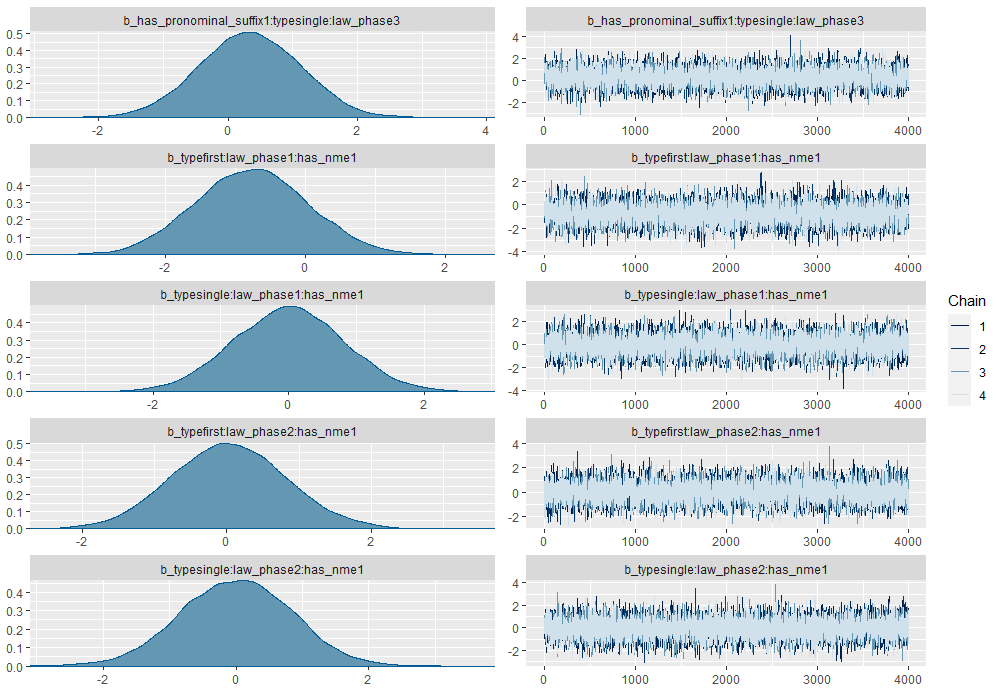 b_has_pronominal_suffix1:typesingle:law_phase3
b_has_pronominal_suffix1:typesingle:law_phase3
0.5
0.4
0.3
0.2
0.1
0.0
-2 0 2 4
4
2
0
-2
0 1000 2000 3000 4000
b_typefirst:law_phase1:has_nme1
b_typefirst:law_phase1:has_nme1
0.4
0.3
0.2
0.1
0.0
-2 0 2
2
0
-2
-4
0 1000 2000 3000 4000
b_typesingle:law_phase1:has_nme1
b_typesingle:law_phase1:has_nme1
0.4
0.3
0.2
0.1
0.0
-2 0 2
2
0
-2
-4
0 1000 2000 3000 4000
b_typefirst:law_phase2:has_nme1
b_typefirst:law_phase2:has_nme1
0.5
0.4
0.3
0.2
0.1
0.0
-2 0 2
4
2
0
-2
0 1000 2000 3000 4000
b_typesingle:law_phase2:has_nme1
b_typesingle:law_phase2:has_nme1
0.4
0.3
0.2
0.1
0.0
-2 0 2
4
2
0
-2
0 1000 2000 3000 4000
Chain
1
2
3
4